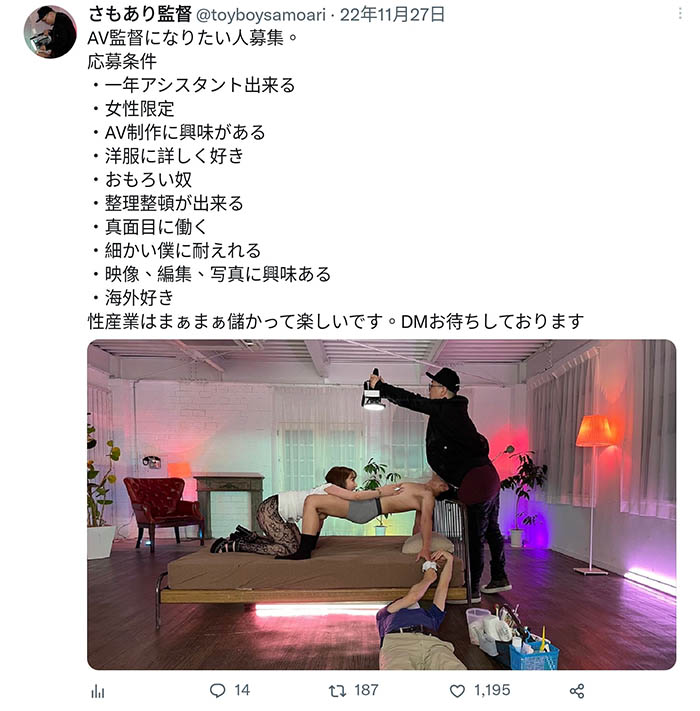 さもあり監督 @toyboysamoari · 22年11月27日
AV監督になりたい人募集。
応募条件
・一年アシスタント出来る
・女性限定
・AV制作に興味がある
・洋服に詳しく好き
・おもろい奴
・整理整頓が出来る
・真面目に働く
・細かい僕に耐えれる
・映像、編集、写真に興味ある
・海外好き
性産業はまぁまぁ儲かって楽しいです。DMお待ちしております
14 187 1,195